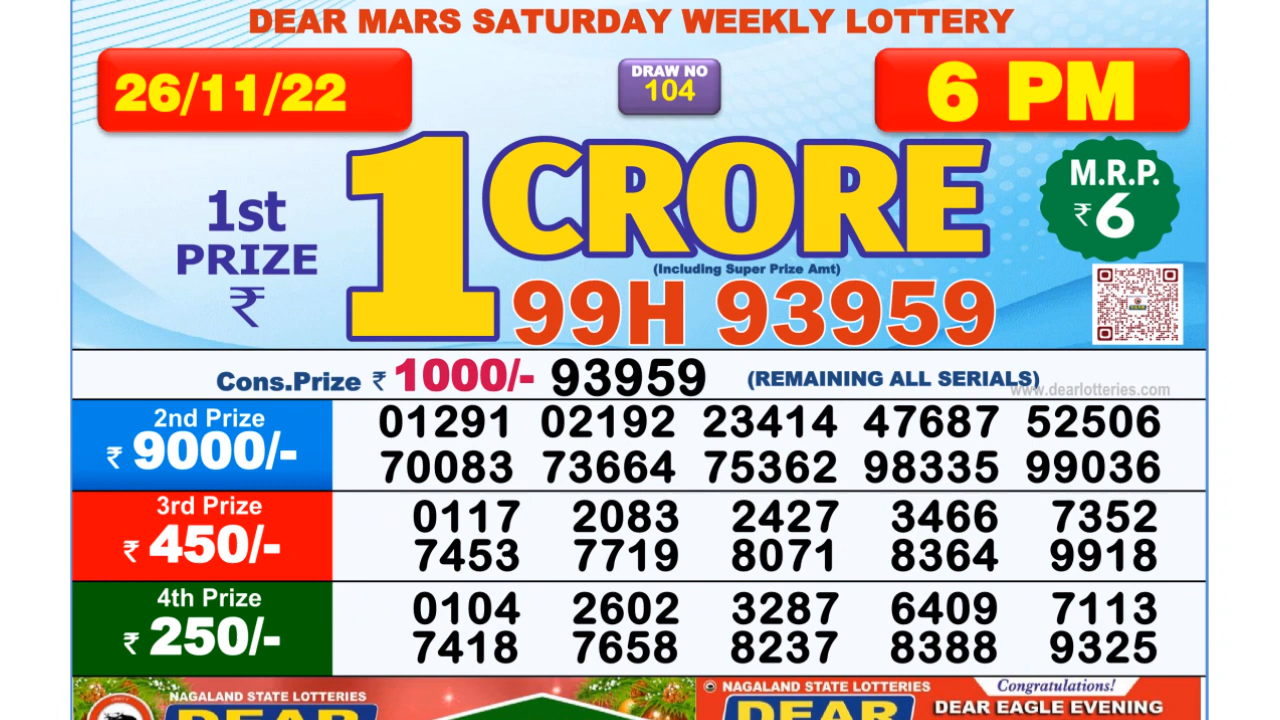 DEAR MARS SATURDAY WEEKLY LOTTERY
26/11/22
DRAW NO
104
6 PM
1st
PRIZE
₹
1 CRORE
(Including Super Prize Amt)
99H 93959
M.R.P.
₹6
Cons.Prize ₹ 1000/- 93959 (REMAINING ALL SERIALS)
www.dearlotteries.com
2nd Prize
₹ 9000/-
01291 02192 23414 47687 52506
70083 73664 75362 98335 99036
3rd Prize
₹ 450/-
0117 2083 2427 3466 7352
7453 7719 8071 8364 9918
4th Prize
₹ 250/-
0104 2602 3287 6409 7113
7418 7658 8237 8388 9325
NAGALAND STATE LOTTERIES
DEAR
NAGALAND STATE LOTTERIES
DEAR
Congratulations!
DEAR EAGLE EVENING